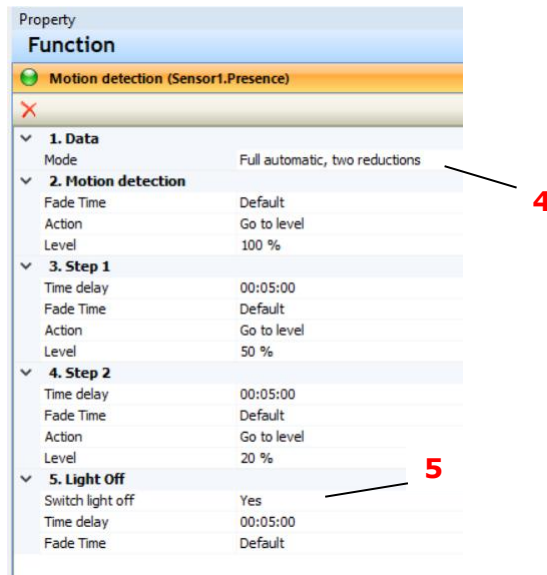 Property
Function
Motion detection (Sensor1.Presence)
1. Data
Mode Full automatic, two reductions
4
2. Motion detection
Fade Time Default
Action Go to level
Level 100 %
3. Step 1
Time delay 00:05:00
Fade Time Default
Action Go to level
Level 50 %
4. Step 2
Time delay 00:05:00
Fade Time Default
Action Go to level
Level 20 %
5
5. Light Off
Switch light off Yes
Time delay 00:05:00
Fade Time Default